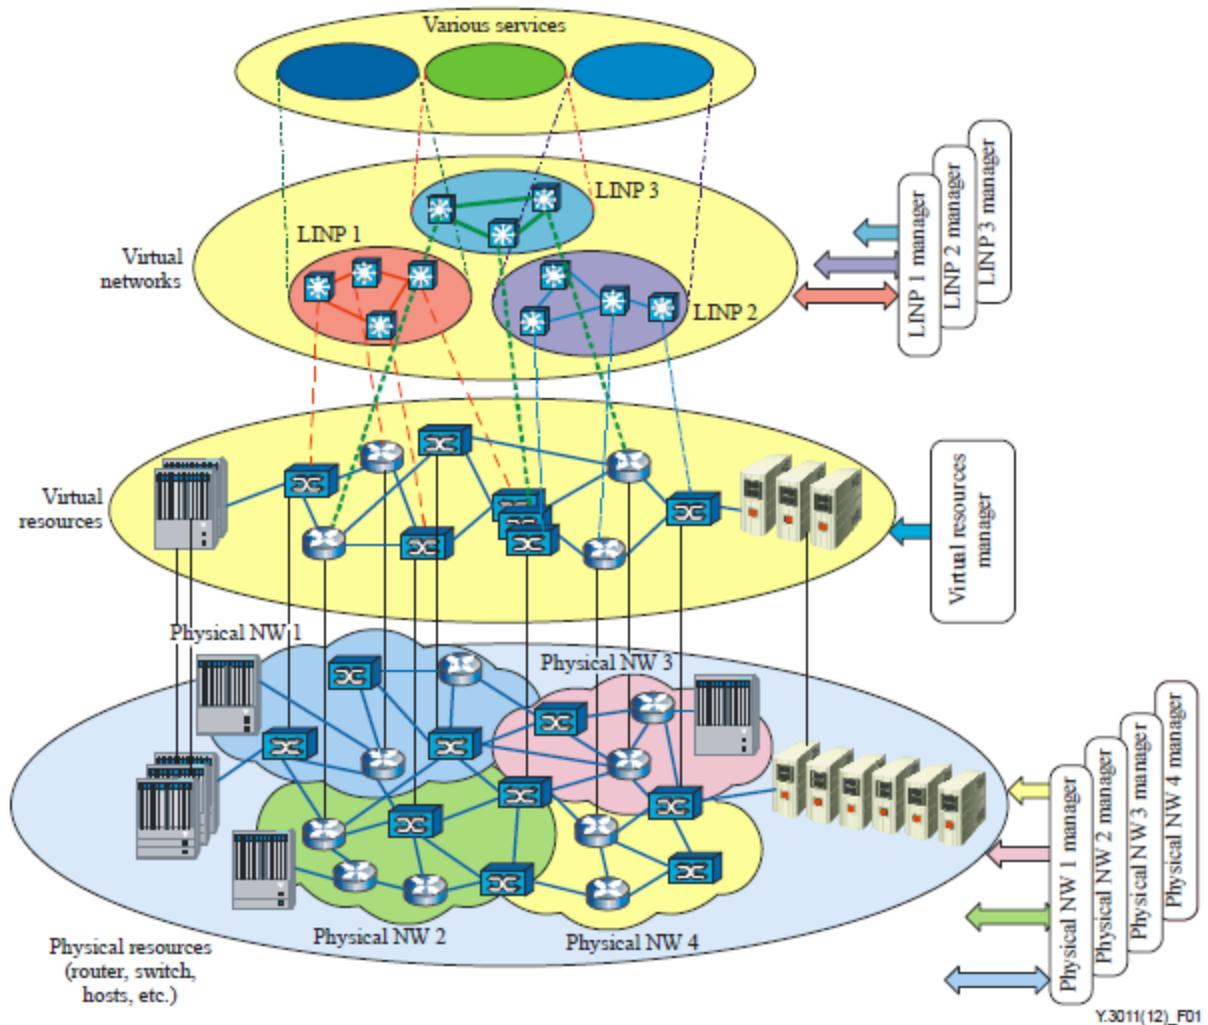 Various services
LINP 3
LINP 1
LINP 2
Virtual
networks
LINP 1 manager
LINP 2 manager
LINP 3 manager
Virtual
resources
Virtual resources
manager
Physical NW 1
Physical NW 3
Physical NW 2
Physical NW 4
Physical resources
(router, switch,
hosts, etc.)
Physical NW 1 manager
Physical NW 2 manager
Physical NW 3 manager
Physical NW 4 manager
Y.3011(12)_F01